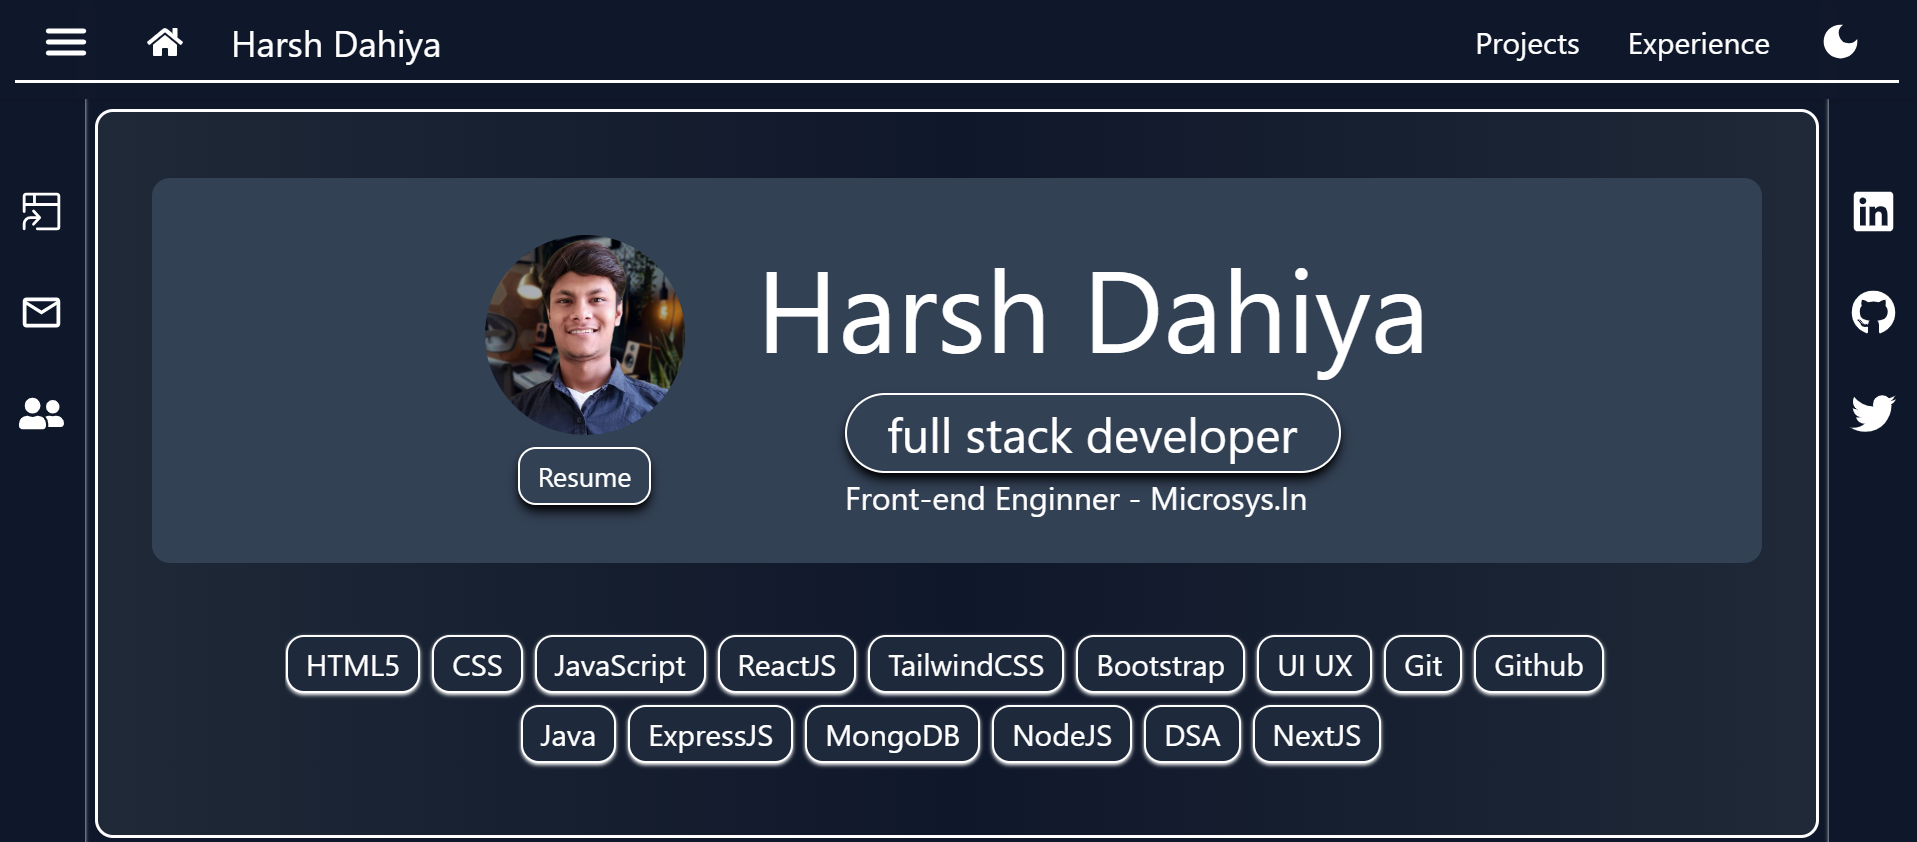 Harsh Dahiya
Projects
Experience
Harsh Dahiya
full stack developer
Front-end Enginner - Microsys.In
Resume
HTML5 CSS JavaScript ReactJS TailwindCSS Bootstrap UI UX Git Github
Java ExpressJS MongoDB NodeJS DSA NextJS